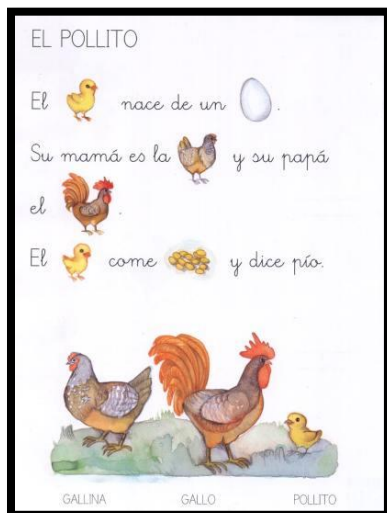 EL POLLITO
El nace de un .
Su mamá es la y su papá
el .
El come y dice pío.
GALLINA GALLO POLLITO